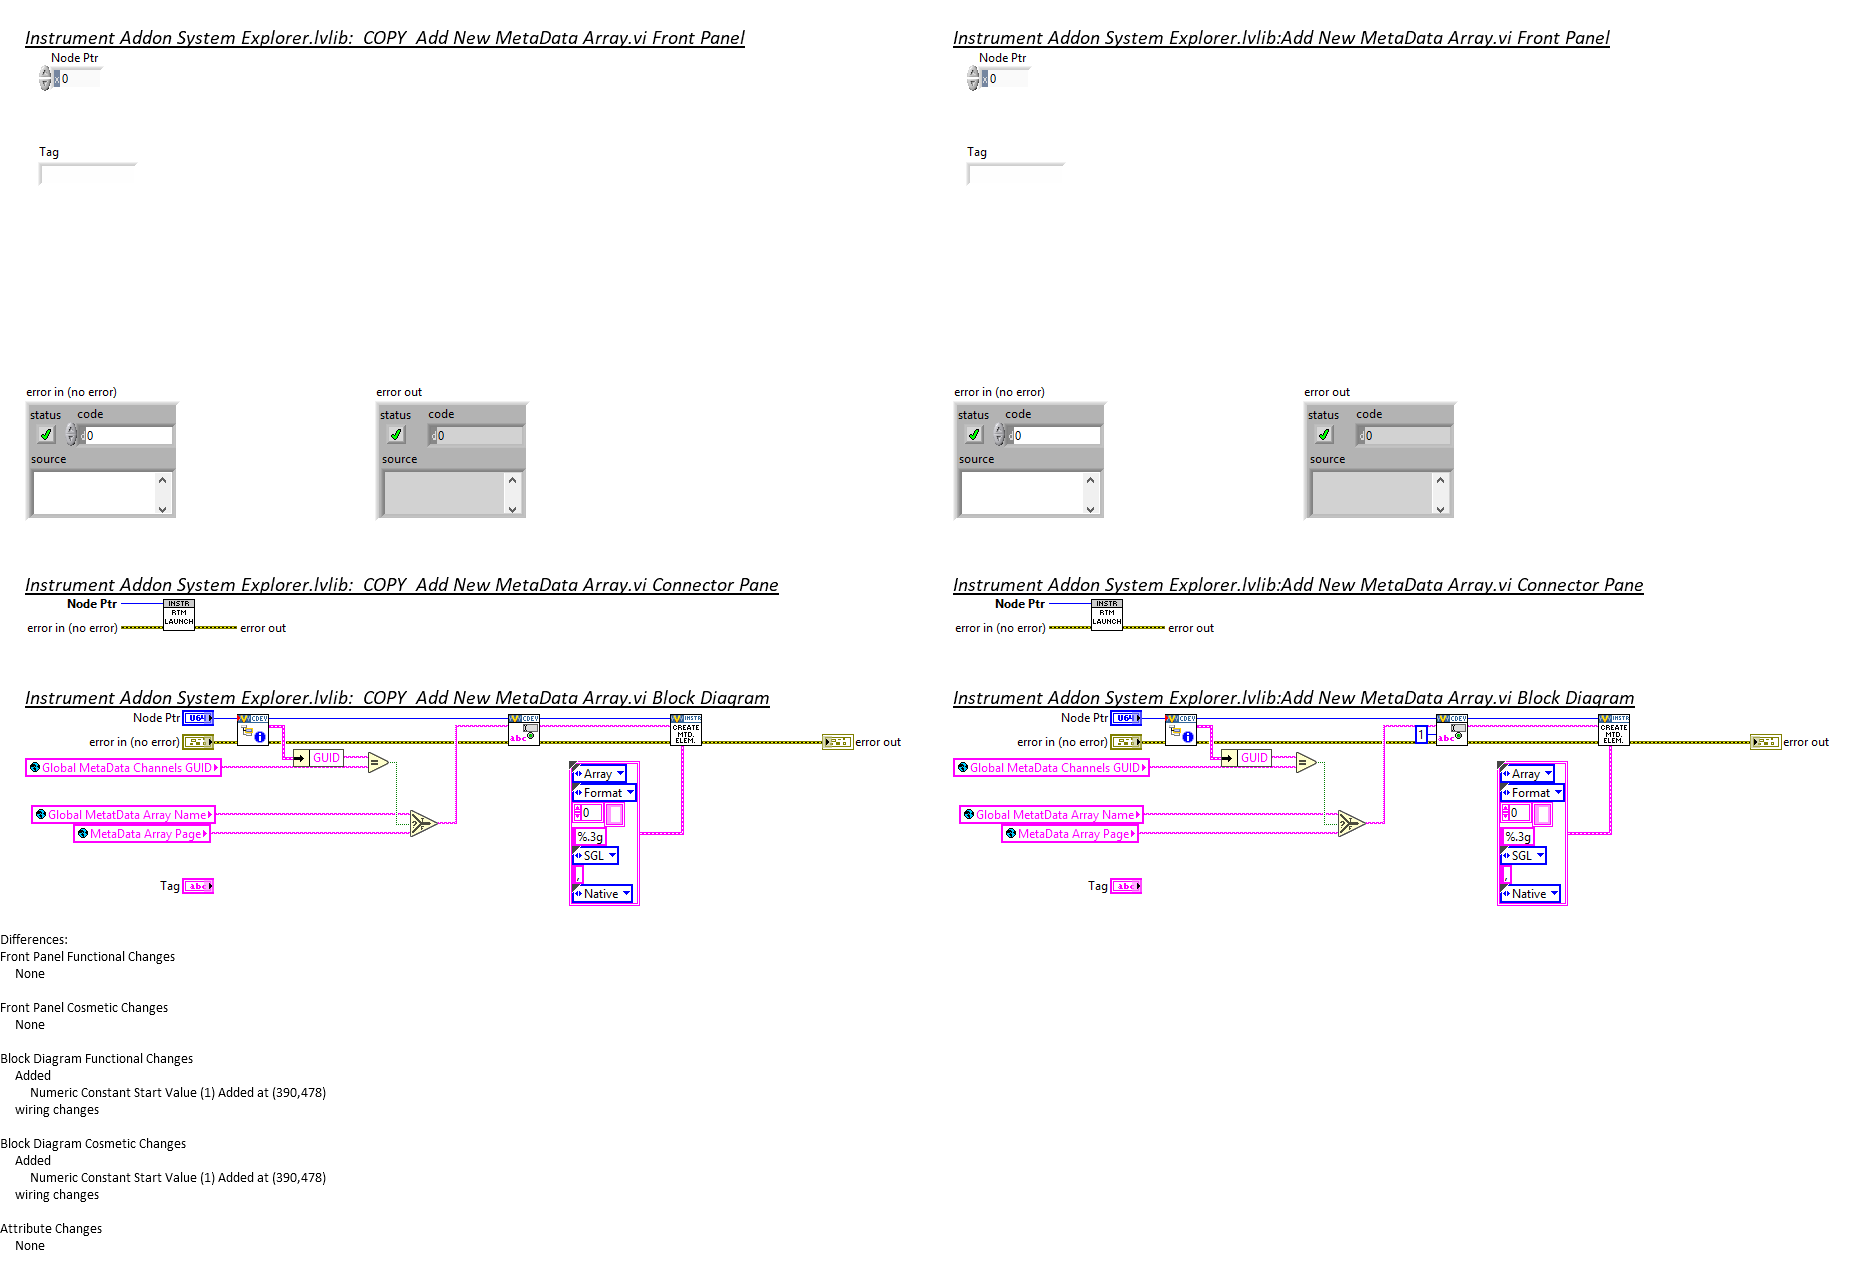 Instrument Addon System Explorer.lvlib:  COPY  Add New MetaData Array.vi Front Panel
Node Ptr
x 0
Tag
error in (no error)
status
code
d 0
source
error out
status
code
d 0
source
Instrument Addon System Explorer.lvlib:  COPY  Add New MetaData Array.vi Connector Pane
Node Ptr
INSTR
RTM
LAUNCH
error in (no error)
error out
Instrument Addon System Explorer.lvlib:  COPY  Add New MetaData Array.vi Block Diagram
Node Ptr
U64
CDEV
CDEV
abc
INSTR
CREATE
MTD.
ELEM.
error in (no error)
error out
GUID
=
Global MetaData Channels GUID
Global MetatData Array Name
MetaData Array Page
Array
Format
0
%.3g
SGL
,
Native
Tag
abc
Instrument Addon System Explorer.lvlib:Add New MetaData Array.vi Front Panel
Node Ptr
x 0
Tag
error in (no error)
status
code
d 0
source
error out
status
code
d 0
source
Instrument Addon System Explorer.lvlib:Add New MetaData Array.vi Connector Pane
Node Ptr
INSTR
RTM
LAUNCH
error in (no error)
error out
Instrument Addon System Explorer.lvlib:Add New MetaData Array.vi Block Diagram
Node Ptr
U64
CDEV
CDEV
abc
1
INSTR
CREATE
MTD.
ELEM.
error in (no error)
error out
GUID
=
Global MetaData Channels GUID
Global MetatData Array Name
MetaData Array Page
Array
Format
0
%.3g
SGL
,
Native
Tag
abc
Differences:
Front Panel Functional Changes
None
Front Panel Cosmetic Changes
None
Block Diagram Functional Changes
Added
Numeric Constant Start Value (1) Added at (390,478)
wiring changes
Block Diagram Cosmetic Changes
Added
Numeric Constant Start Value (1) Added at (390,478)
wiring changes
Attribute Changes
None